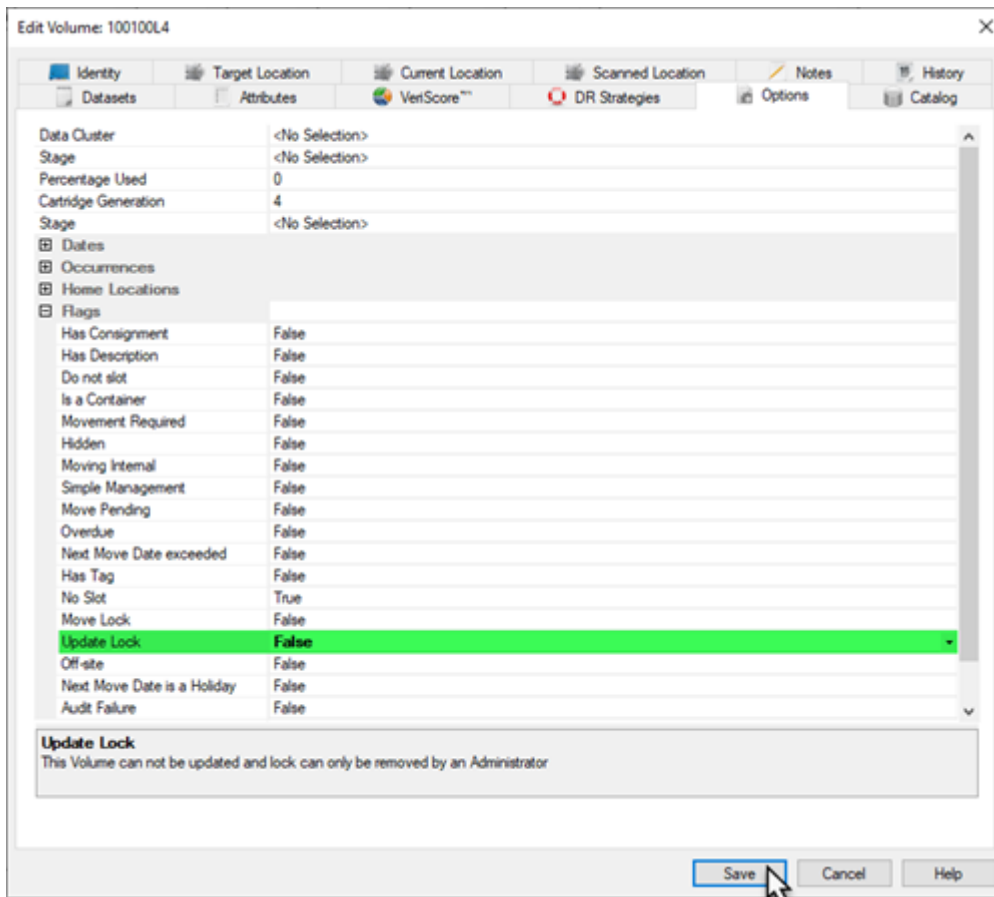 Edit Volume: 100100L4
Identity Target Location Current Location Scanned Location Notes History
Datasets Attributes VeriScore™ DR Strategies Options Catalog
Data Cluster <No Selection>
Stage <No Selection>
Percentage Used 0
Cartridge Generation 4
Stage <No Selection>
Dates
Occurrences
Home Locations
Flags
Has Consignment False
Has Description False
Do not slot False
Is a Container False
Movement Required False
Hidden False
Moving Internal False
Simple Management False
Move Pending False
Overdue False
Next Move Date exceeded False
Has Tag False
No Slot True
Move Lock False
Update Lock False
Off-site False
Next Move Date is a Holiday False
Audit Failure False
Update Lock
This Volume can not be updated and lock can only be removed by an Administrator
Save Cancel Help